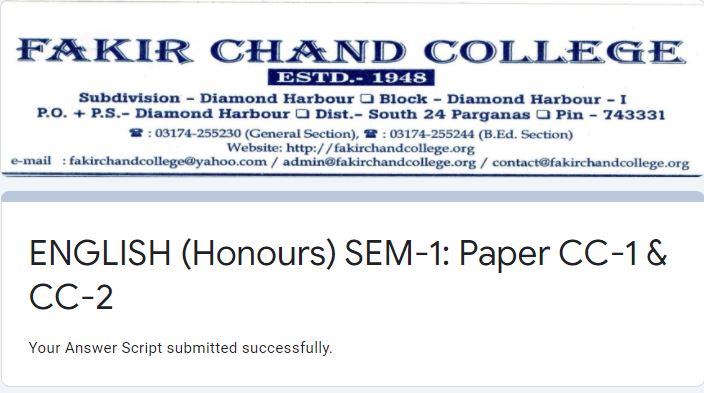 FAKIR CHAND COLLEGE
ESTD.- 1948
Subdivision – Diamond Harbour ❑ Block – Diamond Harbour – I
P.O. + P.S.– Diamond Harbour ❑ Dist.– South 24 Parganas ❑ Pin – 743331
☎ : 03174-255230 (General Section), ☎ : 03174-255244 (B.Ed. Section)
Website: http://fakirchandcollege.org
e-mail : fakirchandcollege@yahoo.com / admin@fakirchandcollege.org / contact@fakirchandcollege.org
ENGLISH (Honours) SEM-1: Paper CC-1 &
CC-2
Your Answer Script submitted successfully.